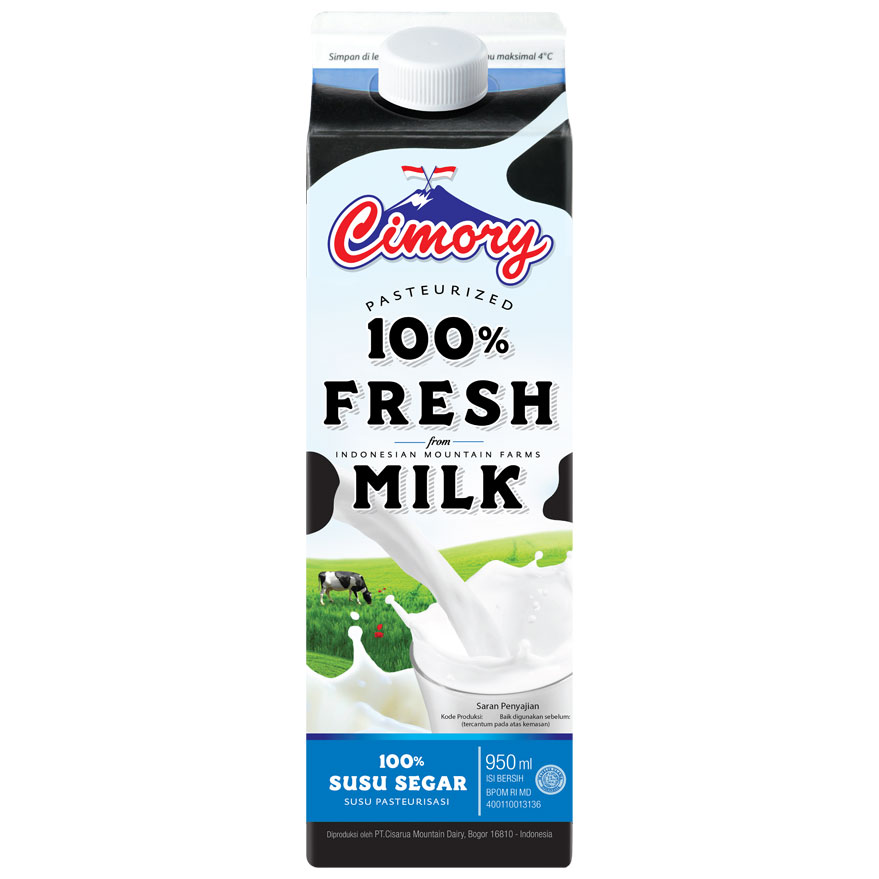 Simpan di le
u maksimal 4°C
Cimory
PASTEURIZED
100%
FRESH
from
INDONESIAN MOUNTAIN FARMS
MILK
Saran Penyajian
Kode Produksi: Baik digunakan sebelum:
(tercantum pada atas kemasan)
100%
SUSU SEGAR
SUSU PASTEURISASI
950 ml
ISI BERSIH
BPOM RI MD
400110013136
Diproduksi oleh PT.Cisarua Mountain Dairy, Bogor 16810 - Indonesia